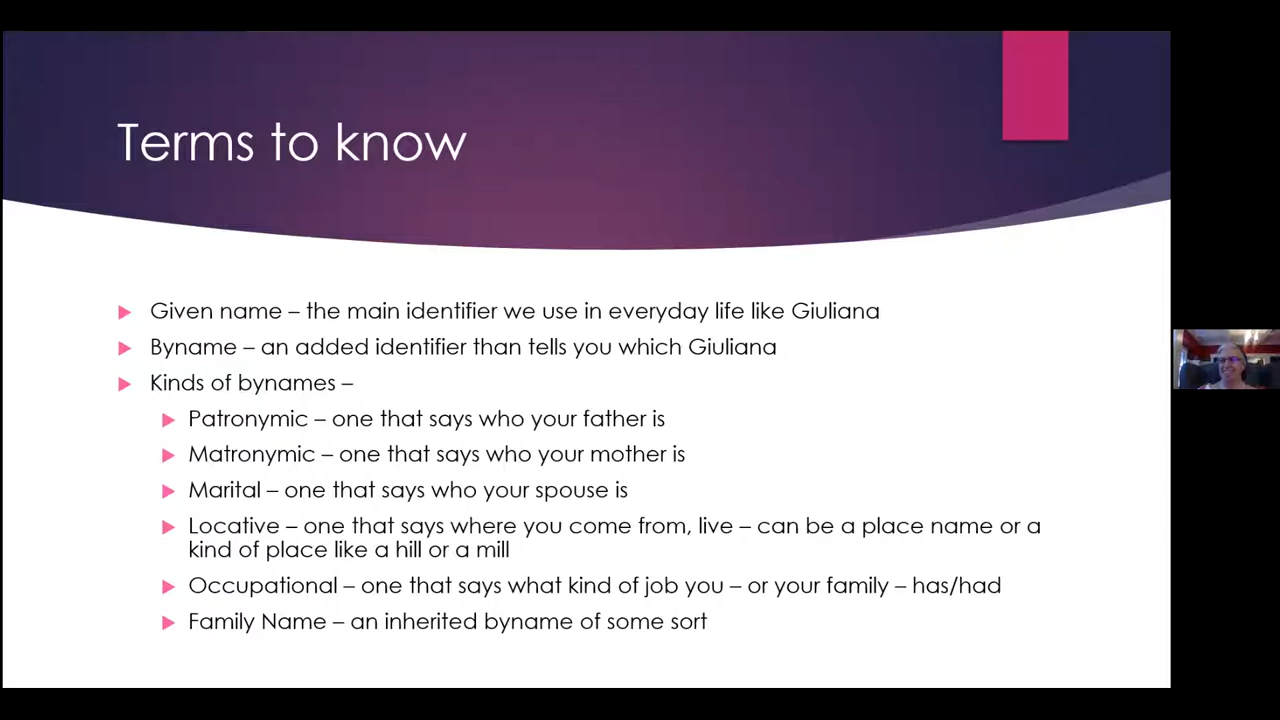 Terms to know
Given name – the main identifier we use in everyday life like Giuliana
Byname – an added identifier than tells you which Giuliana
Kinds of bynames –
Patronymic – one that says who your father is
Matronymic – one that says who your mother is
Marital – one that says who your spouse is
Locative – one that says where you come from, live – can be a place name or a
kind of place like a hill or a mill
Occupational – one that says what kind of job you – or your family – has/had
Family Name – an inherited byname of some sort